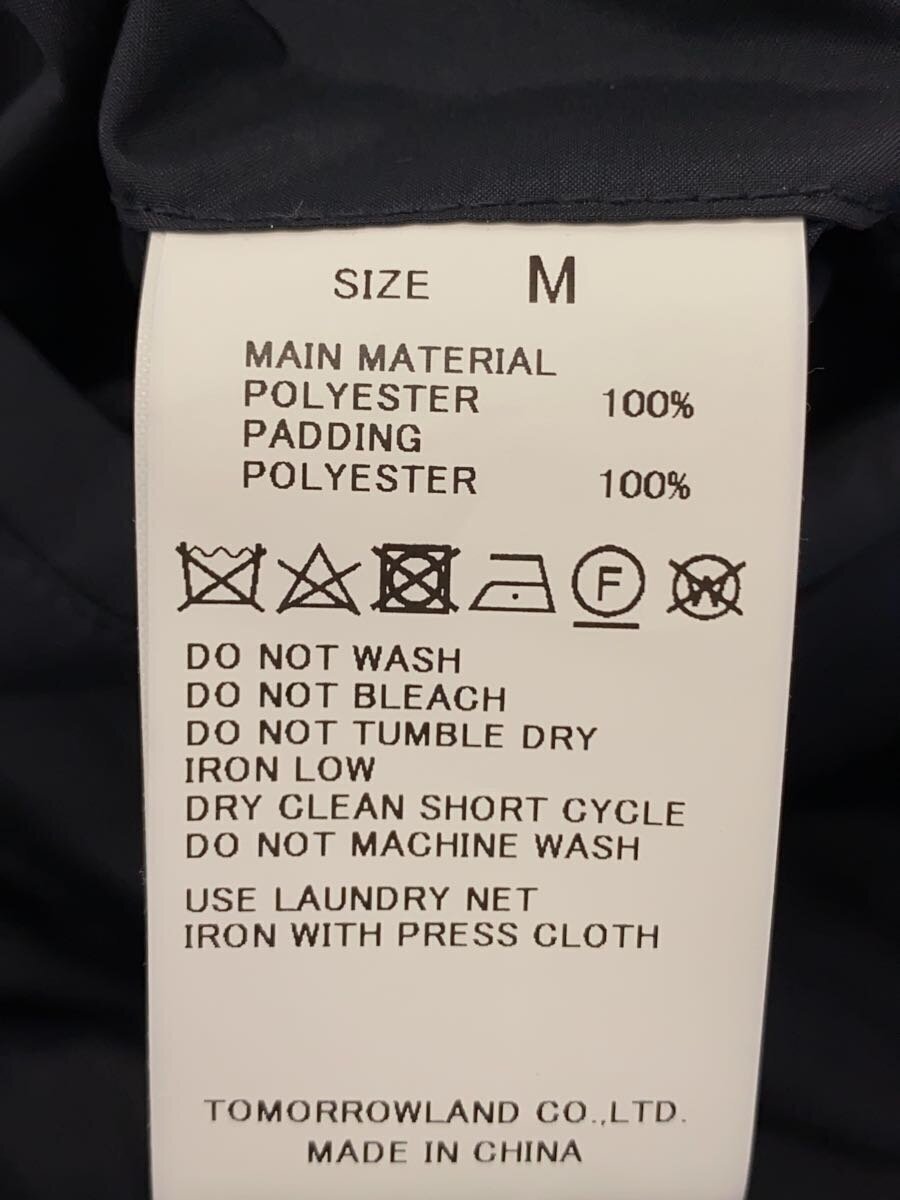 SIZE M
MAIN MATERIAL
POLYESTER 100%
PADDING
POLYESTER 100%
F W
DO NOT WASH
DO NOT BLEACH
DO NOT TUMBLE DRY
IRON LOW
DRY CLEAN SHORT CYCLE
DO NOT MACHINE WASH
USE LAUNDRY NET
IRON WITH PRESS CLOTH
TOMORROWLAND CO.,LTD.
MADE IN CHINA